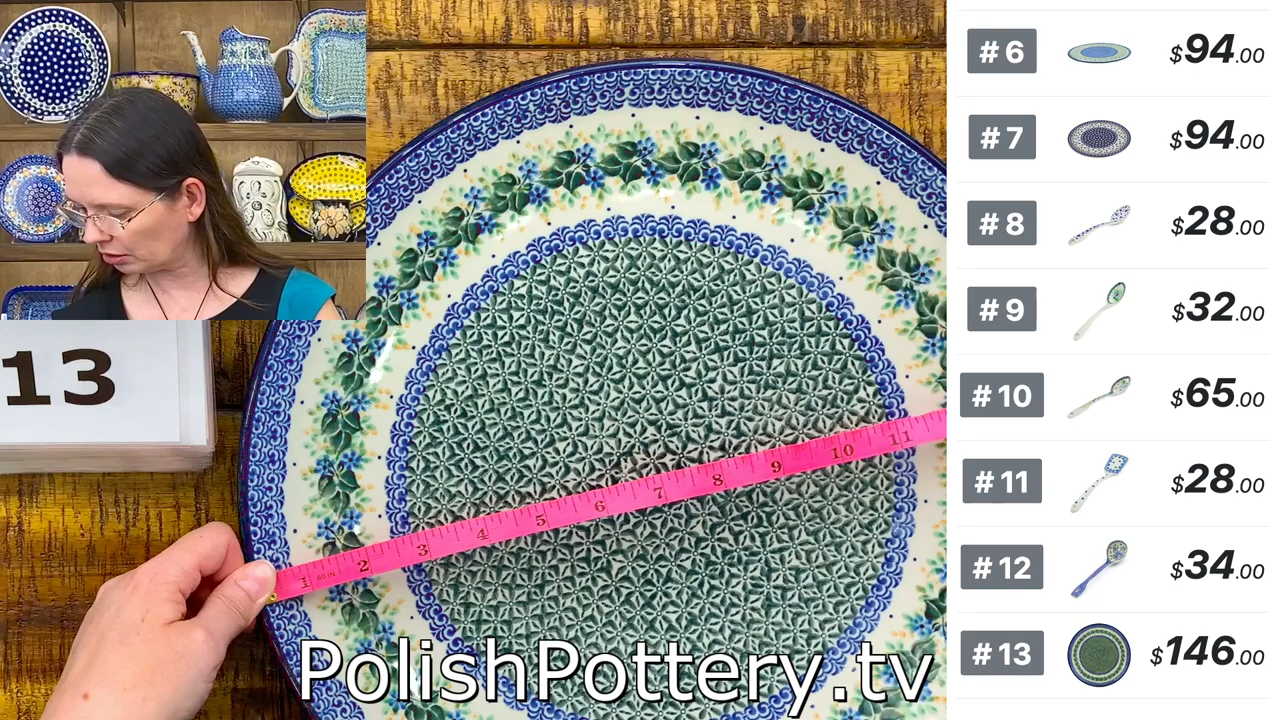 13
1 60 IN 2 3 4 5 6 7 8 9 10 11
PolishPottery.tv
# 6 $94.00
# 7 $94.00
# 8 $28.00
# 9 $32.00
# 10 $65.00
# 11 $28.00
# 12 $34.00
# 13 $146.00